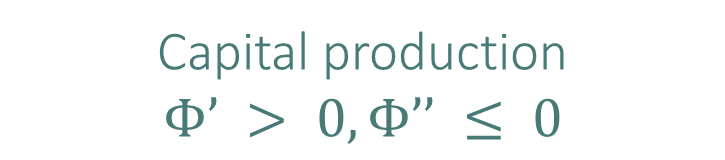 Capital production
Φ’ > 0, Φ’’ ≤ 0